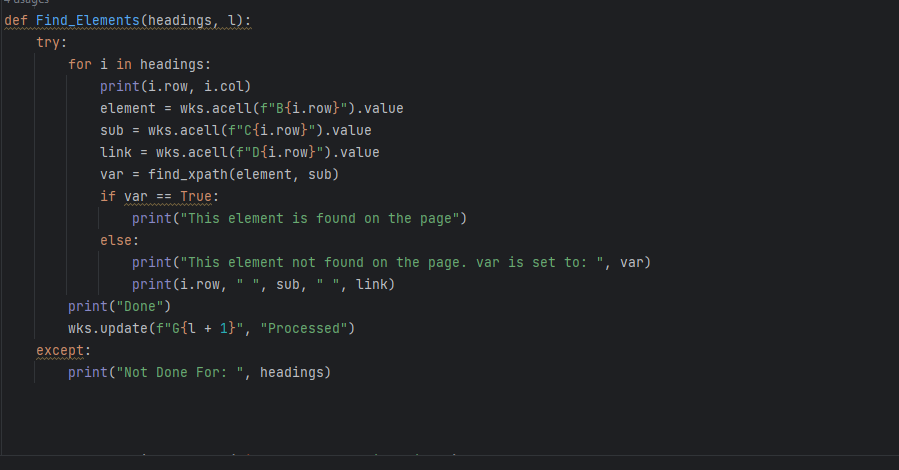 4 usages
def Find_Elements(headings, l):
    try:
        for i in headings:
            print(i.row, i.col)
            element = wks.acell(f"B{i.row}").value
            sub = wks.acell(f"C{i.row}").value
            link = wks.acell(f"D{i.row}").value
            var = find_xpath(element, sub)
            if var == True:
                print("This element is found on the page")
            else:
                print("This element not found on the page. var is set to: ", var)
                print(i.row, " ", sub, " ", link)
        print("Done")
        wks.update(f"G{l + 1}", "Processed")
    except:
        print("Not Done For: ", headings)